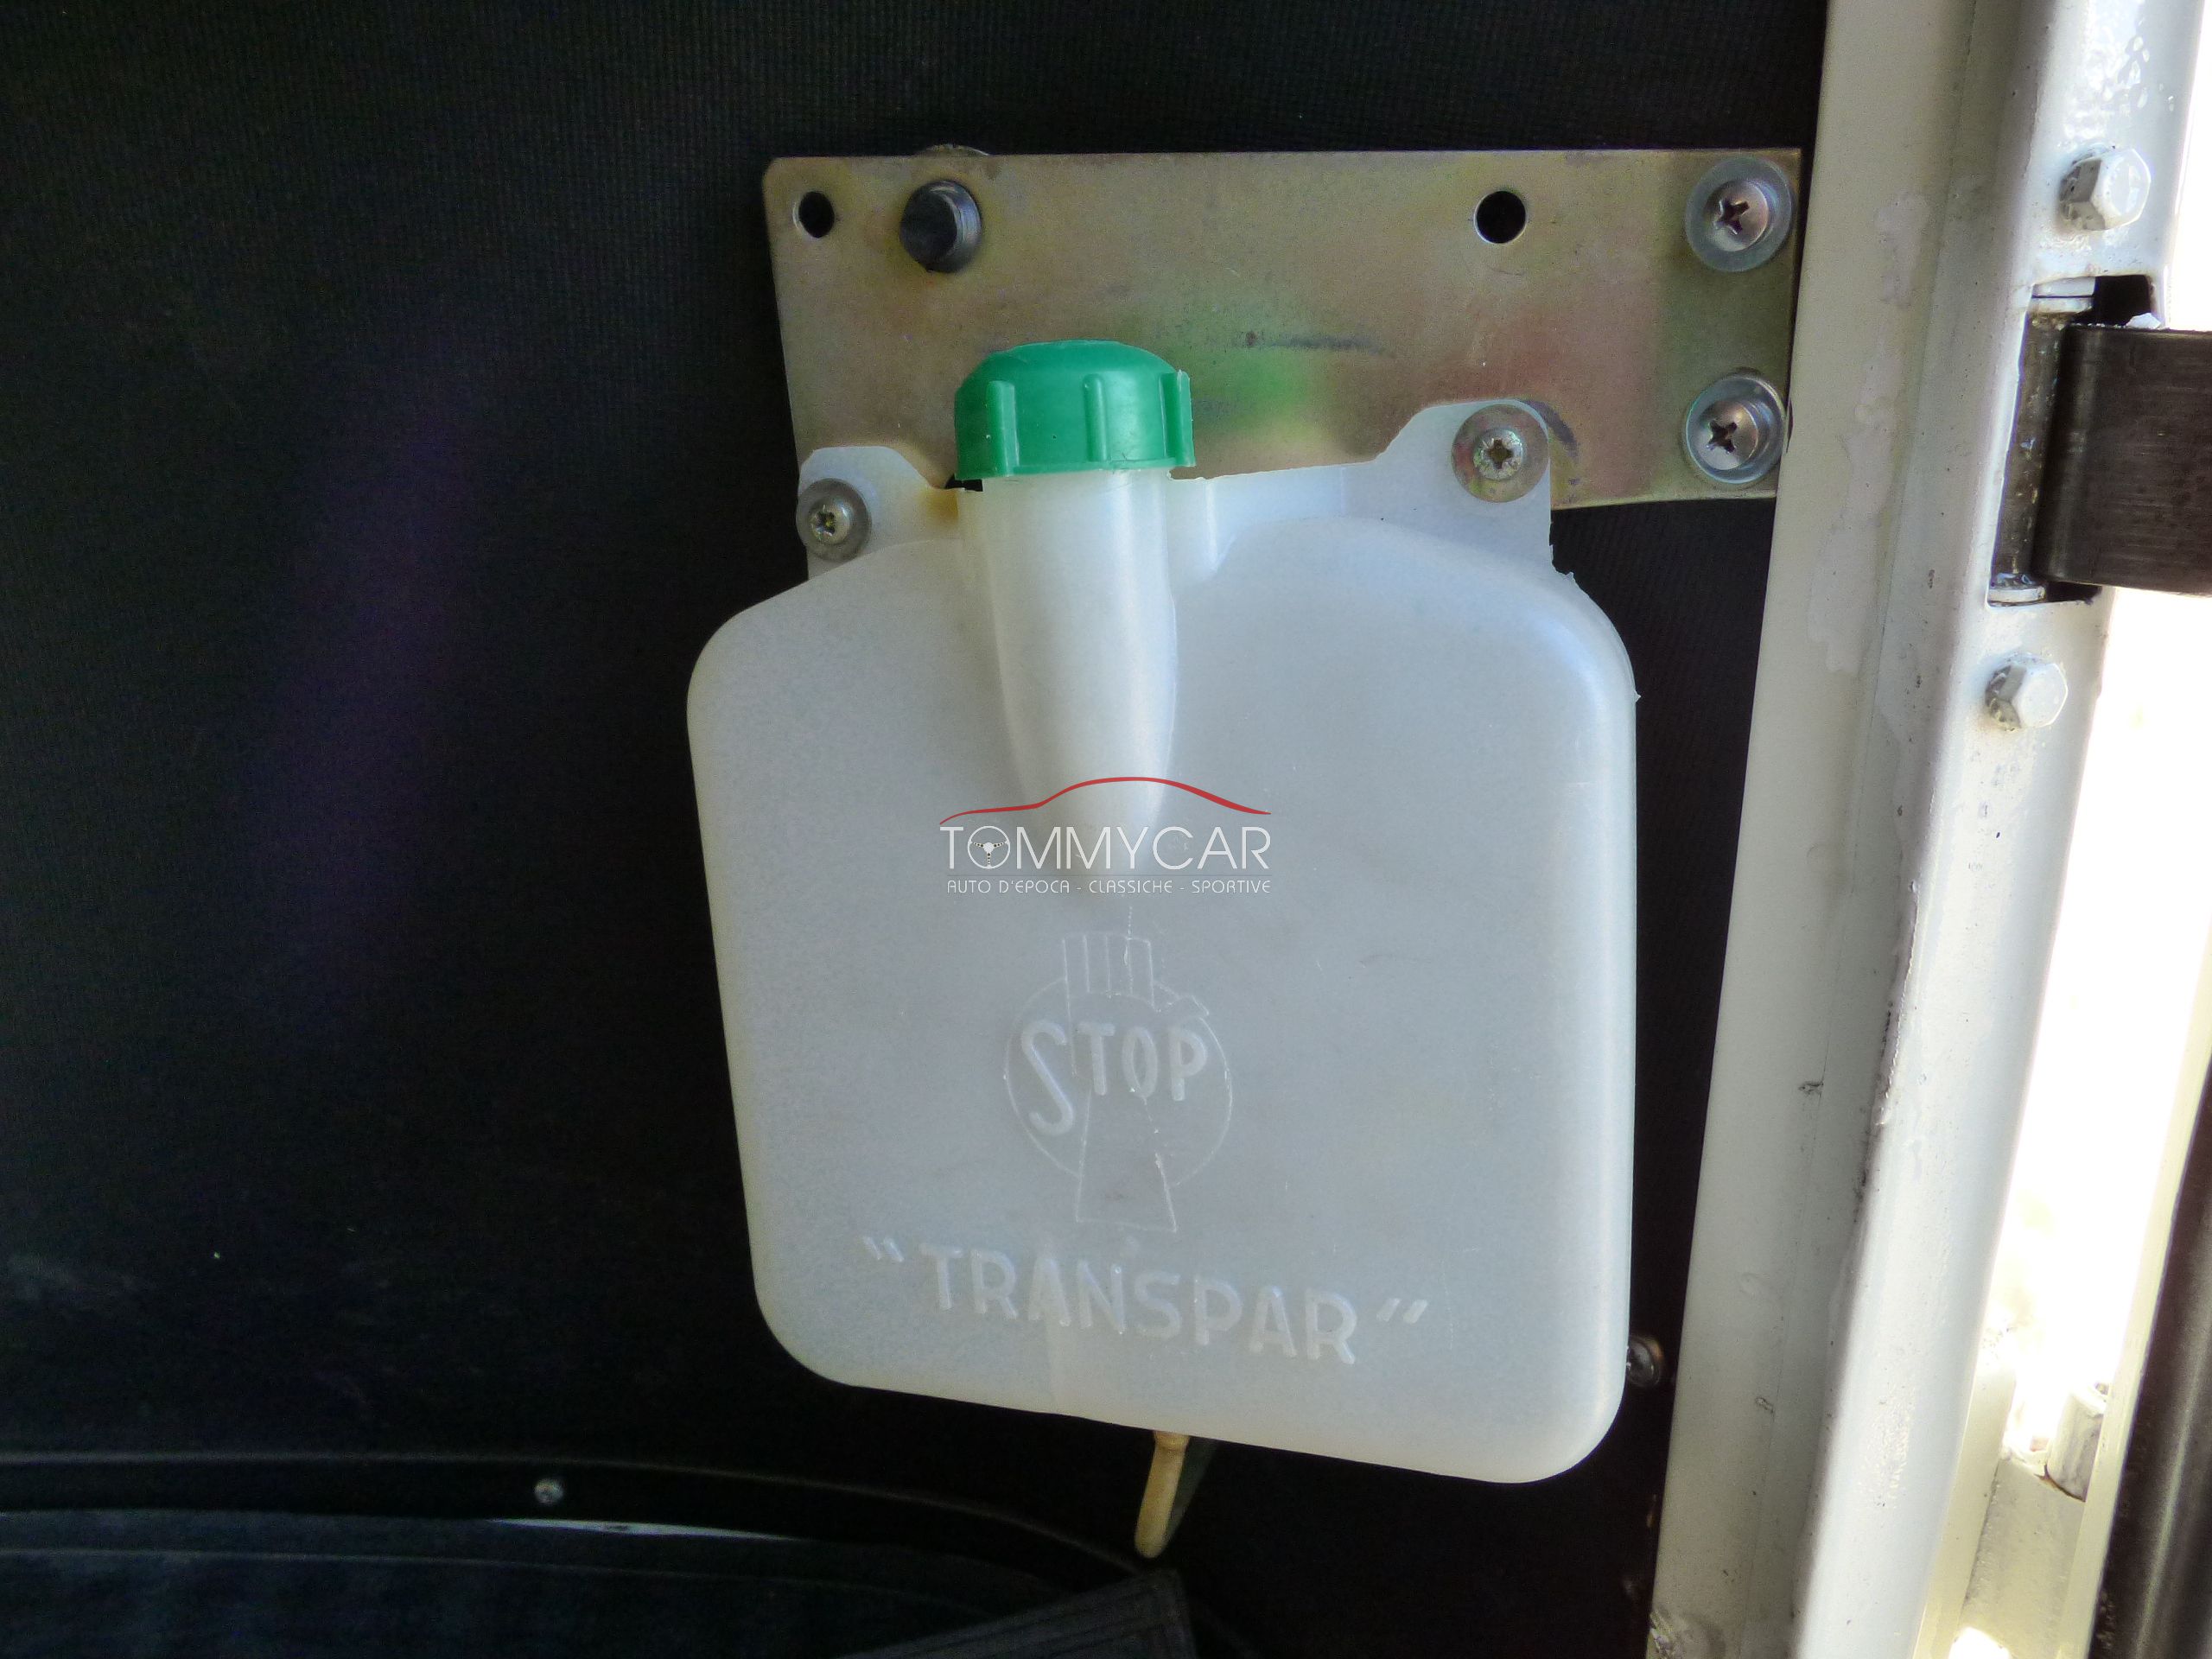 TOMMYCAR
AUTO D'EPOCA - CLASSICHE - SPORTIVE
STOP
"TRANSPAR"